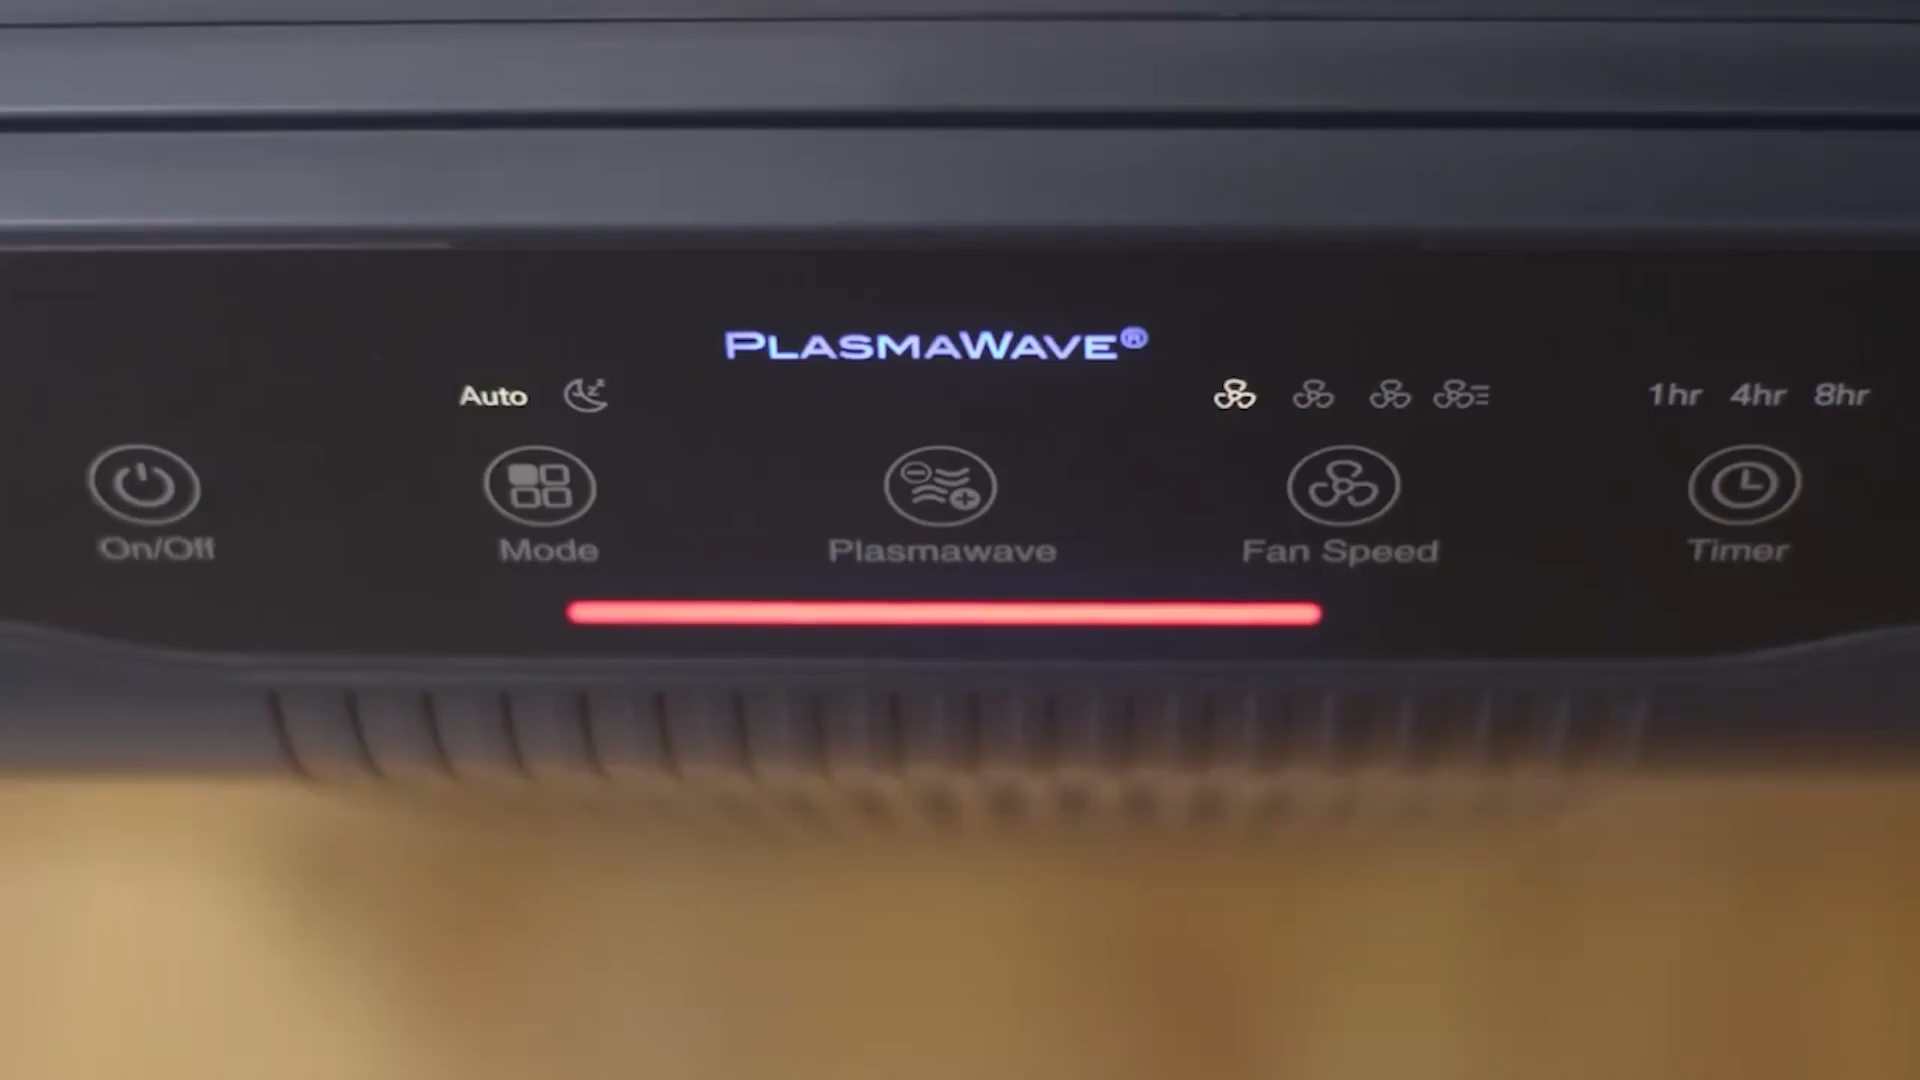 PLASMAWAVE®
Auto
1hr 4hr 8hr
On/Off
Mode
Plasmawave
Fan Speed
Timer